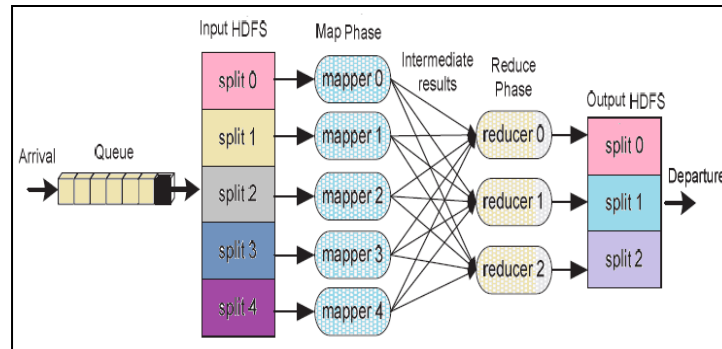 Input HDFS
Map Phase
Intermediate
results
Reduce
Phase
Output HDFS
Arrival
Queue
split 0
split 1
split 2
split 3
split 4
mapper 0
mapper 1
mapper 2
mapper 3
mapper 4
reducer 0
reducer 1
reducer 2
split 0
split 1
split 2
Departure